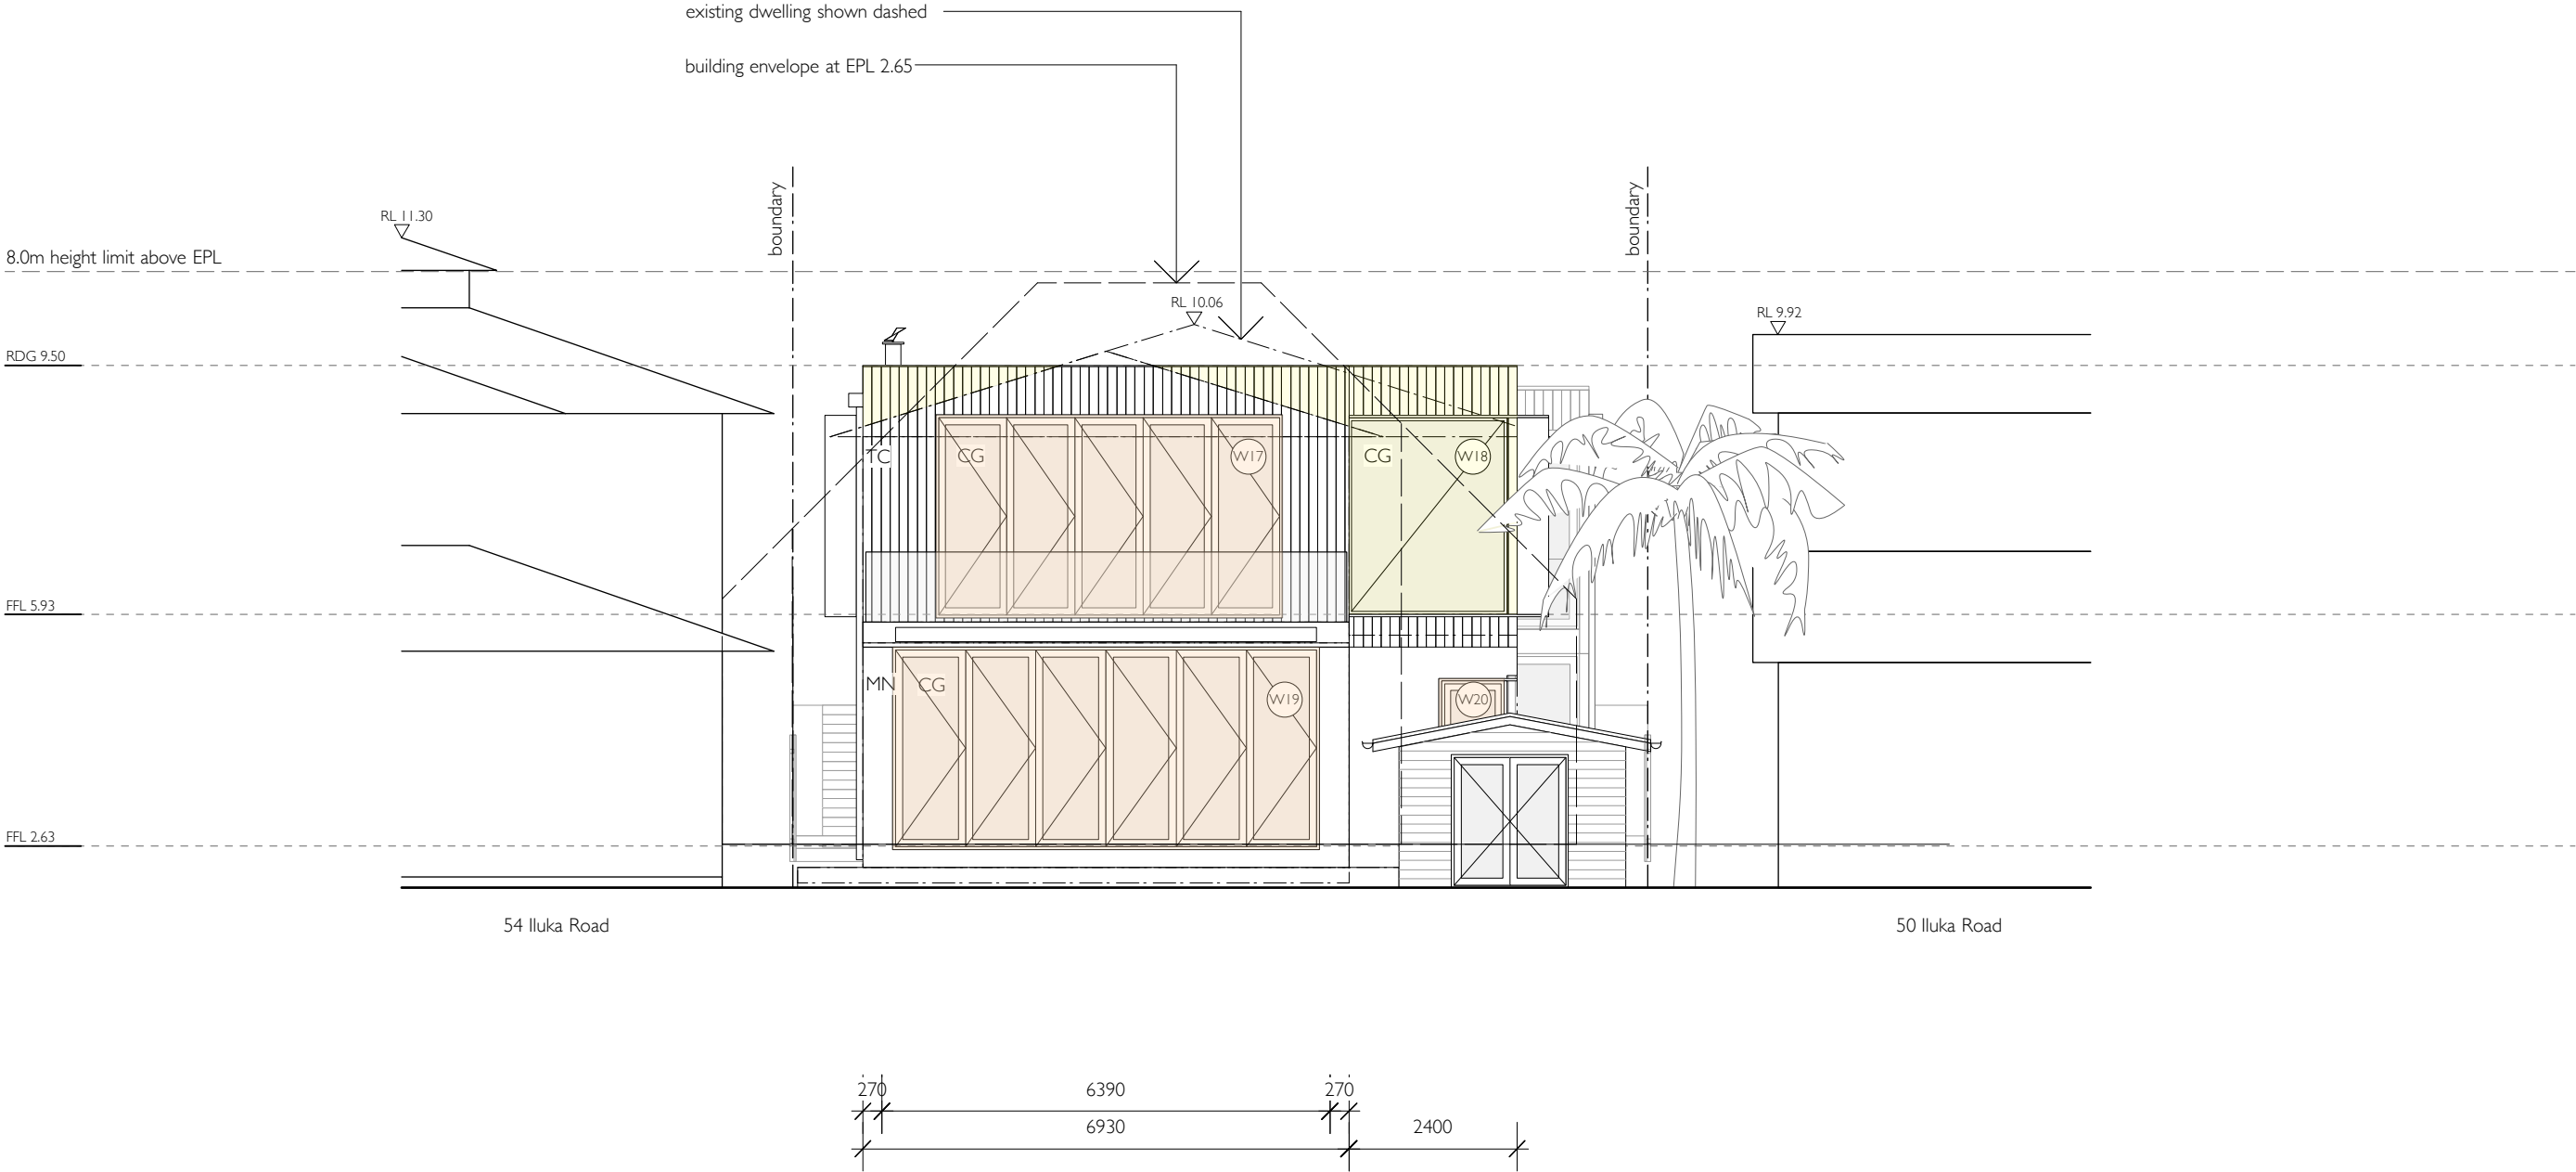 existing dwelling shown dashed
building envelope at EPL 2.65
boundary
boundary
RL 11.30
8.0m height limit above EPL
RL 10.06
RL 9.92
RDG 9.50
TC
CG
W17
CG
W18
FFL 5.93
MN
CG
W19
W20
FFL 2.63
54 Iluka Road
50 Iluka Road
270
6390
270
6930
2400